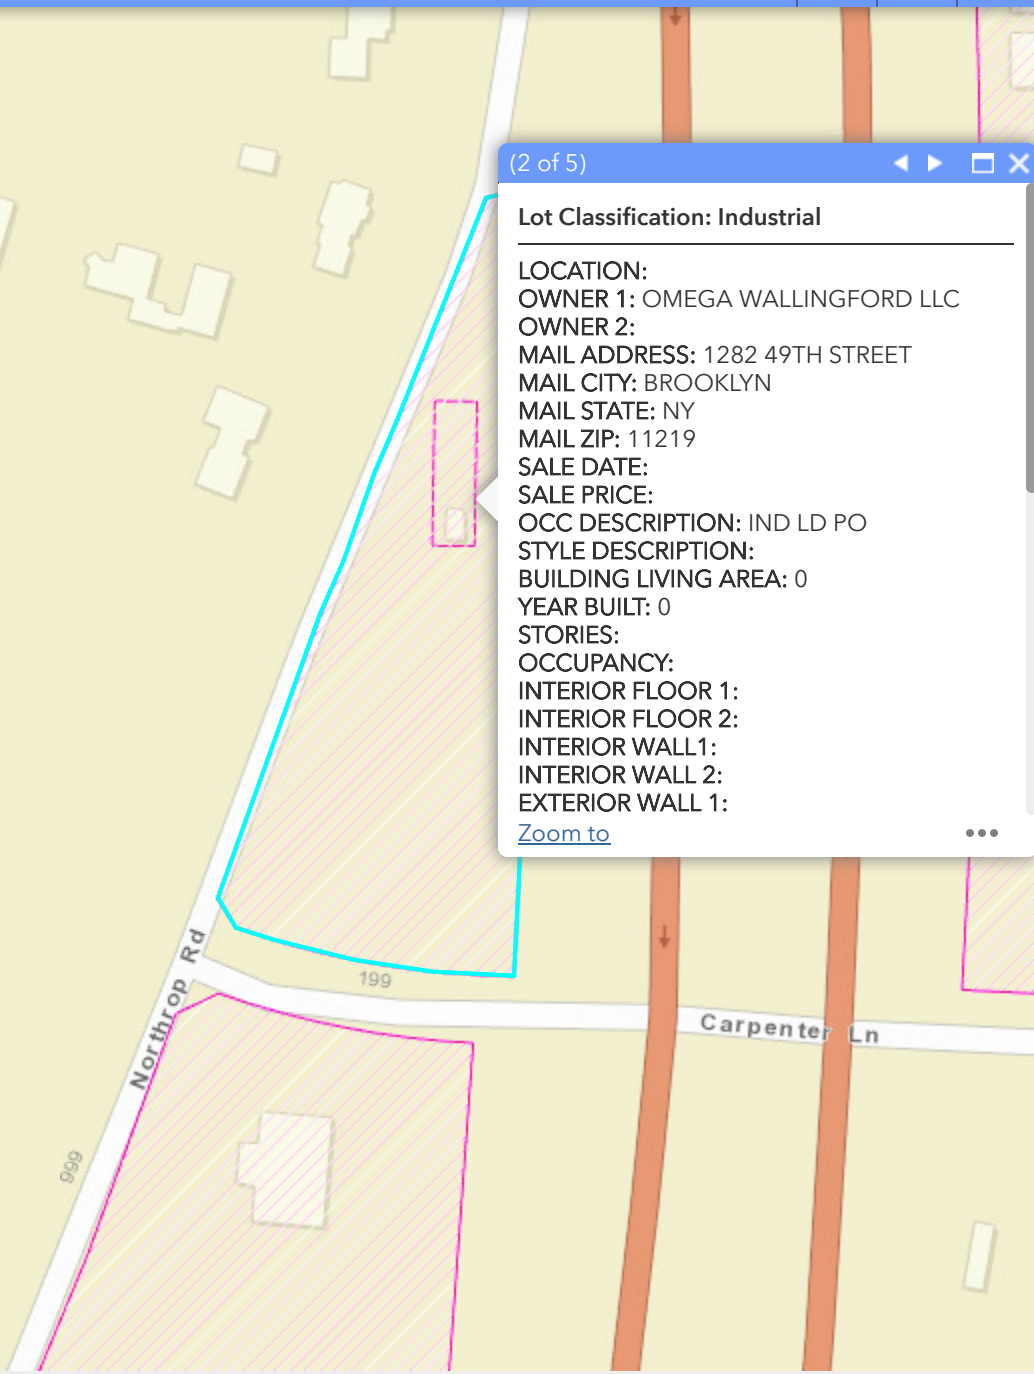 (2 of 5)
Lot Classification: Industrial
LOCATION:
OWNER 1: OMEGA WALLINGFORD LLC
OWNER 2:
MAIL ADDRESS: 1282 49TH STREET
MAIL CITY: BROOKLYN
MAIL STATE: NY
MAIL ZIP: 11219
SALE DATE:
SALE PRICE:
OCC DESCRIPTION: IND LD PO
STYLE DESCRIPTION:
BUILDING LIVING AREA: 0
YEAR BUILT: 0
STORIES:
OCCUPANCY:
INTERIOR FLOOR 1:
INTERIOR FLOOR 2:
INTERIOR WALL1:
INTERIOR WALL 2:
EXTERIOR WALL 1:
Zoom to
199
Northrop Rd
Carpenter Ln
999